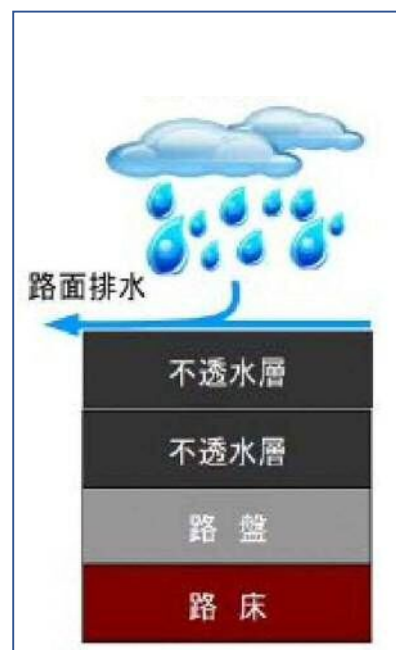 路面排水
不透水層
不透水層
路 盤
路 床